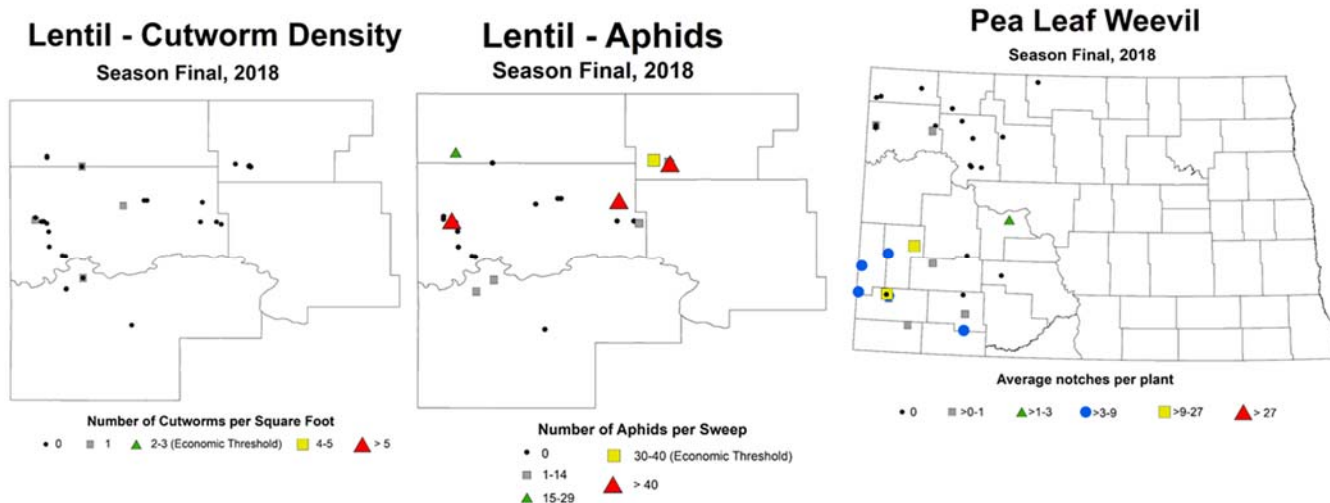 Lentil - Cutworm Density
Season Final, 2018
Number of Cutworms per Square Foot
0 1 2-3 (Economic Threshold) 4-5 > 5
Lentil - Aphids
Season Final, 2018
Number of Aphids per Sweep
0 30-40 (Economic Threshold)
1-14 > 40
15-29
Pea Leaf Weevil
Season Final, 2018
Average notches per plant
0 >0-1 >1-3 >3-9 >9-27 > 27